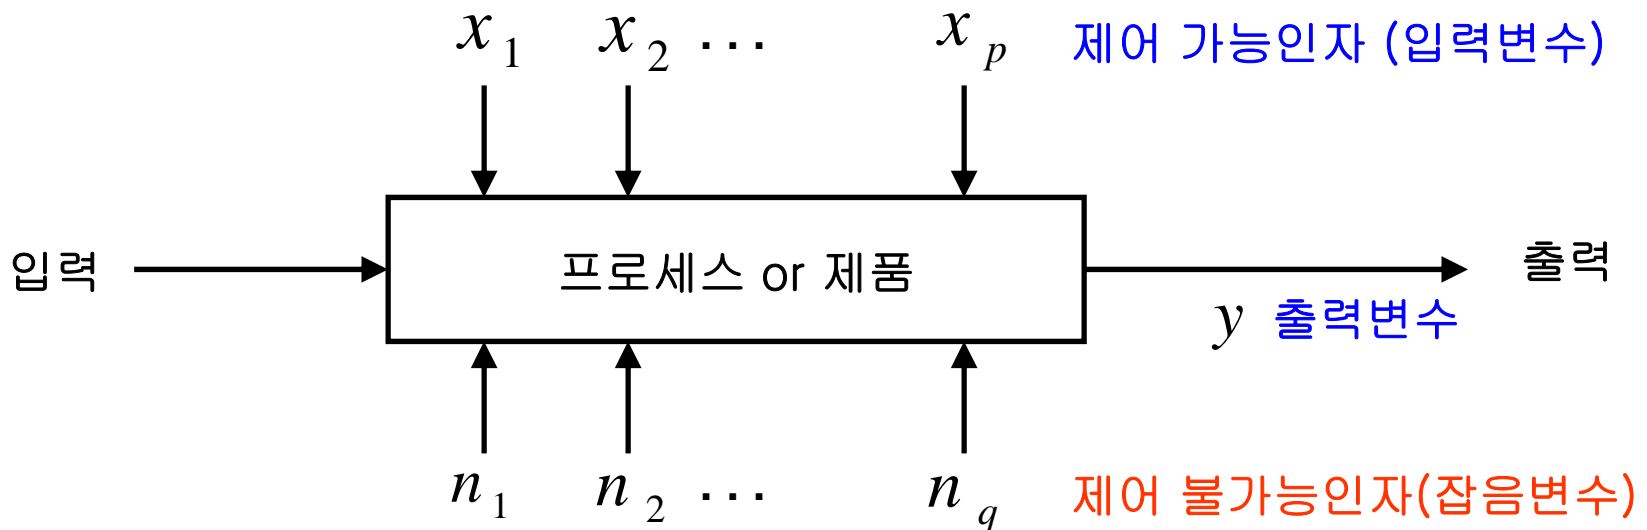 x₁ x₂ ... xₚ 제어 가능인자 (입력변수)
입력 프로세스 or 제품 출력
y 출력변수
n₁ n₂ ... n_q 제어 불가능인자(잡음변수)